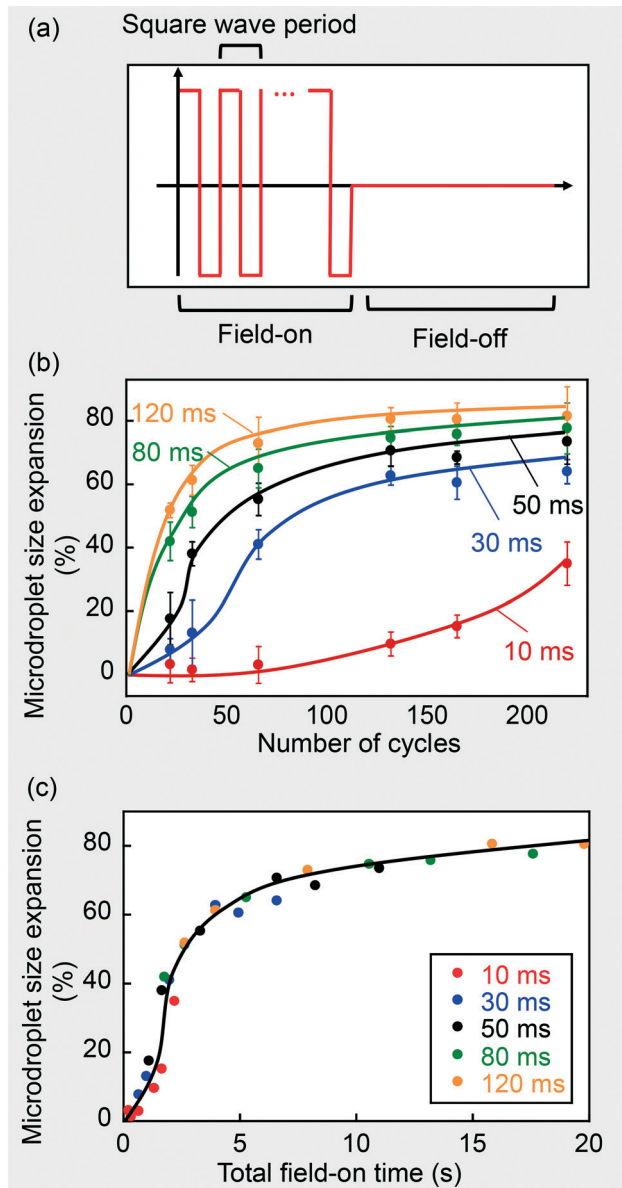 (a)
Square wave period
...
Field-on
Field-off
(b)
Microdroplet size expansion
(%)
80
60
40
20
0
120 ms
80 ms
50 ms
30 ms
10 ms
0
50
100
150
200
Number of cycles
(c)
Microdroplet size expansion
(%)
80
60
40
20
0
10 ms
30 ms
50 ms
80 ms
120 ms
0
5
10
15
20
Total field-on time (s)